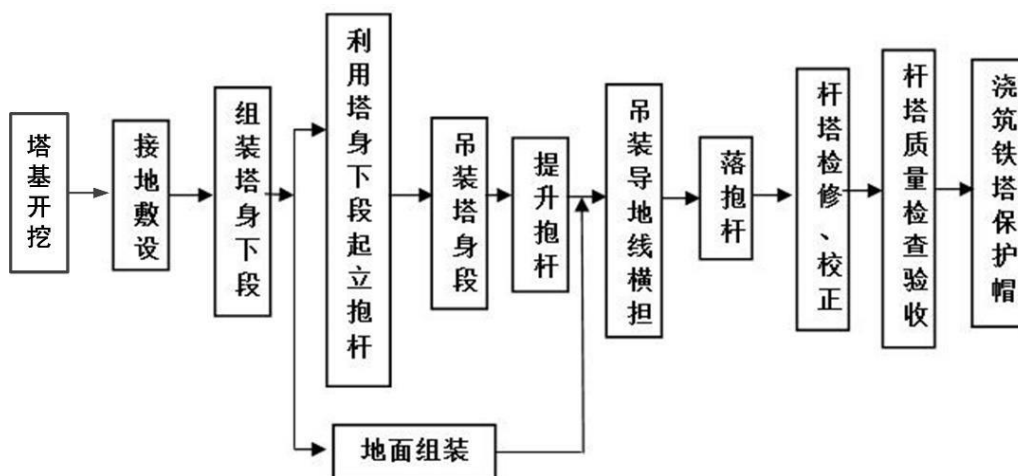 塔基开挖
接地敷设
组装塔身下段
利用塔身下段起立抱杆
吊装塔身段
提升抱杆
吊装导地线横担
落抱杆
杆塔检修、校正
杆塔质量检查验收
浇筑铁塔保护帽
地面组装